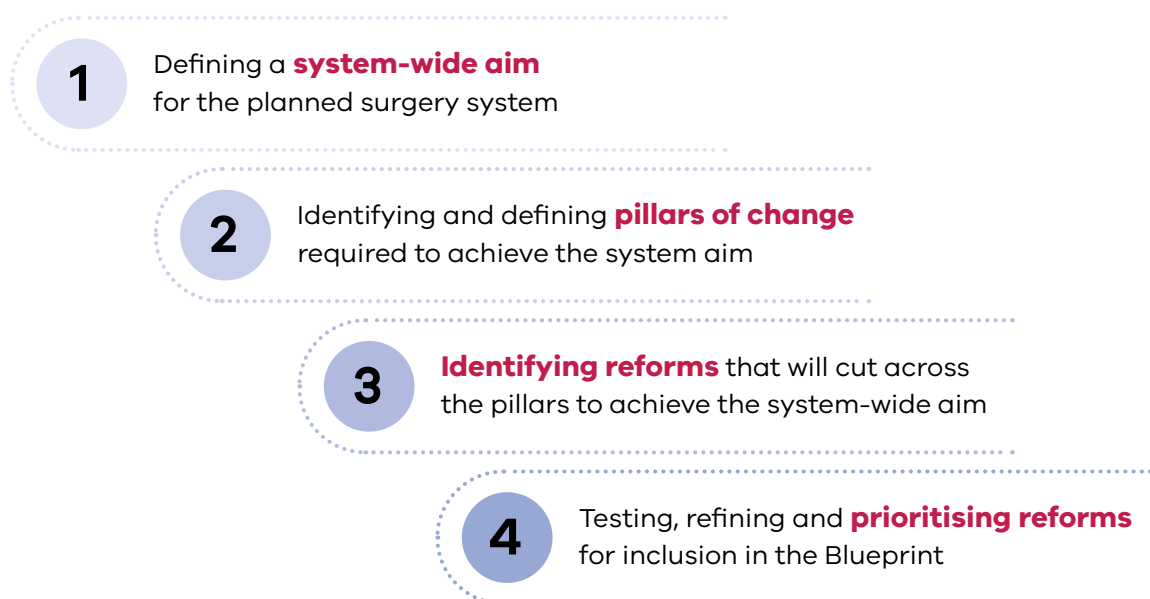 1
Defining a system-wide aim
for the planned surgery system
2
Identifying and defining pillars of change
required to achieve the system aim
3
Identifying reforms that will cut across
the pillars to achieve the system-wide aim
4
Testing, refining and prioritising reforms
for inclusion in the Blueprint